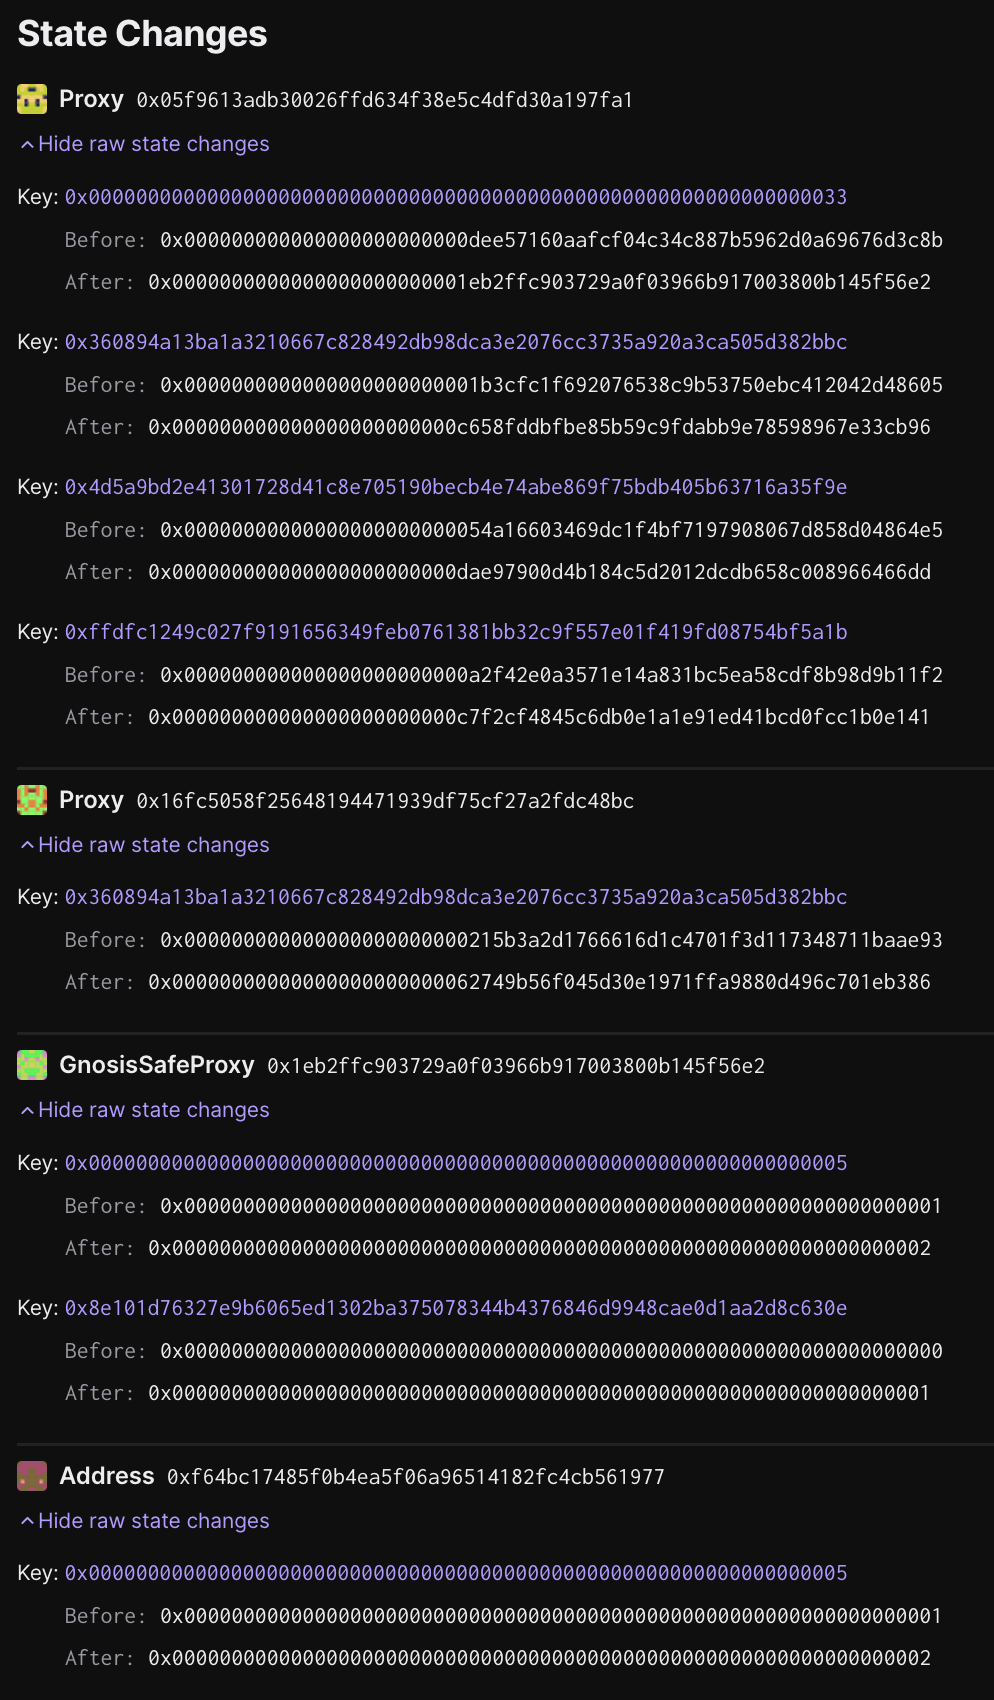 State Changes
Proxy 0x05f9613adb30026ffd634f38e5c4dfd30a197fa1
Hide raw state changes
Key: 0x0000000000000000000000000000000000000000000000000000000000000033
Before: 0x000000000000000000000000dee57160aafcf04c34c887b5962d0a69676d3c8b
After: 0x0000000000000000000000001eb2ffc903729a0f03966b917003800b145f56e2
Key: 0x360894a13ba1a3210667c828492db98dca3e2076cc3735a920a3ca505d382bbc
Before: 0x0000000000000000000000001b3cfc1f692076538c9b53750ebc412042d48605
After: 0x000000000000000000000000c658fddbfbe85b59c9fdabb9e78598967e33cb96
Key: 0x4d5a9bd2e41301728d41c8e705190becb4e74abe869f75bdb405b63716a35f9e
Before: 0x00000000000000000000000054a16603469dc1f4bf7197908067d858d04864e5
After: 0x000000000000000000000000dae97900d4b184c5d2012dcdb658c008966466dd
Key: 0xffdfc1249c027f9191656349feb0761381bb32c9f557e01f419fd08754bf5a1b
Before: 0x000000000000000000000000a2f42e0a3571e14a831bc5ea58cdf8b98d9b11f2
After: 0x000000000000000000000000c7f2cf4845c6db0e1a1e91ed41bcd0fcc1b0e141
Proxy 0x16fc5058f25648194471939df75cf27a2fdc48bc
Hide raw state changes
Key: 0x360894a13ba1a3210667c828492db98dca3e2076cc3735a920a3ca505d382bbc
Before: 0x000000000000000000000000215b3a2d1766616d1c4701f3d117348711baae93
After: 0x00000000000000000000000062749b56f045d30e1971ffa9880d496c701eb386
GnosisSafeProxy 0x1eb2ffc903729a0f03966b917003800b145f56e2
Hide raw state changes
Key: 0x0000000000000000000000000000000000000000000000000000000000000005
Before: 0x0000000000000000000000000000000000000000000000000000000000000001
After: 0x0000000000000000000000000000000000000000000000000000000000000002
Key: 0x8e101d76327e9b6065ed1302ba375078344b4376846d9948cae0d1aa2d8c630e
Before: 0x0000000000000000000000000000000000000000000000000000000000000000
After: 0x0000000000000000000000000000000000000000000000000000000000000001
Address 0xf64bc17485f0b4ea5f06a96514182fc4cb561977
Hide raw state changes
Key: 0x0000000000000000000000000000000000000000000000000000000000000005
Before: 0x0000000000000000000000000000000000000000000000000000000000000001
After: 0x0000000000000000000000000000000000000000000000000000000000000002